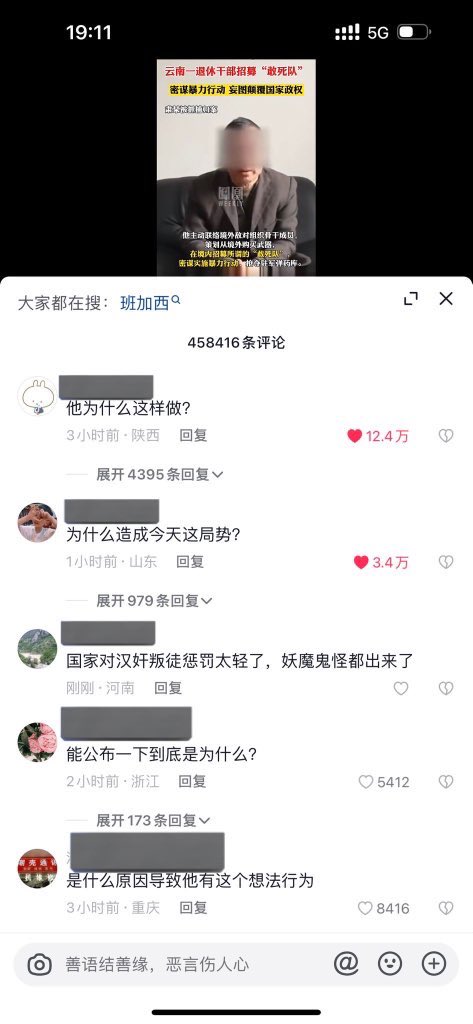 19:11
5G
云南一退休干部招募“敢死队”
密谋暴力行动 妄图颠覆国家政权
WEEKLY
他主动联络境外敌对组织骨干成员,
策划从境外购买武器,
在境内招募所谓的“敢死队”,
密谋实施暴力行动、抢夺驻军弹药库。
大家都在搜：班加西
458416条评论
他为什么这样做?
3小时前·陕西 回复 12.4万
展开4395条回复
为什么造成今天这局势?
1小时前·山东 回复 3.4万
展开979条回复
国家对汉奸叛徒惩罚太轻了，妖魔鬼怪都出来了
刚刚·河南 回复
能公布一下到底是为什么?
2小时前·浙江 回复 5412
展开173条回复
是什么原因导致他有这个想法行为
3小时前·重庆 回复 8416
善语结善缘，恶言伤人心